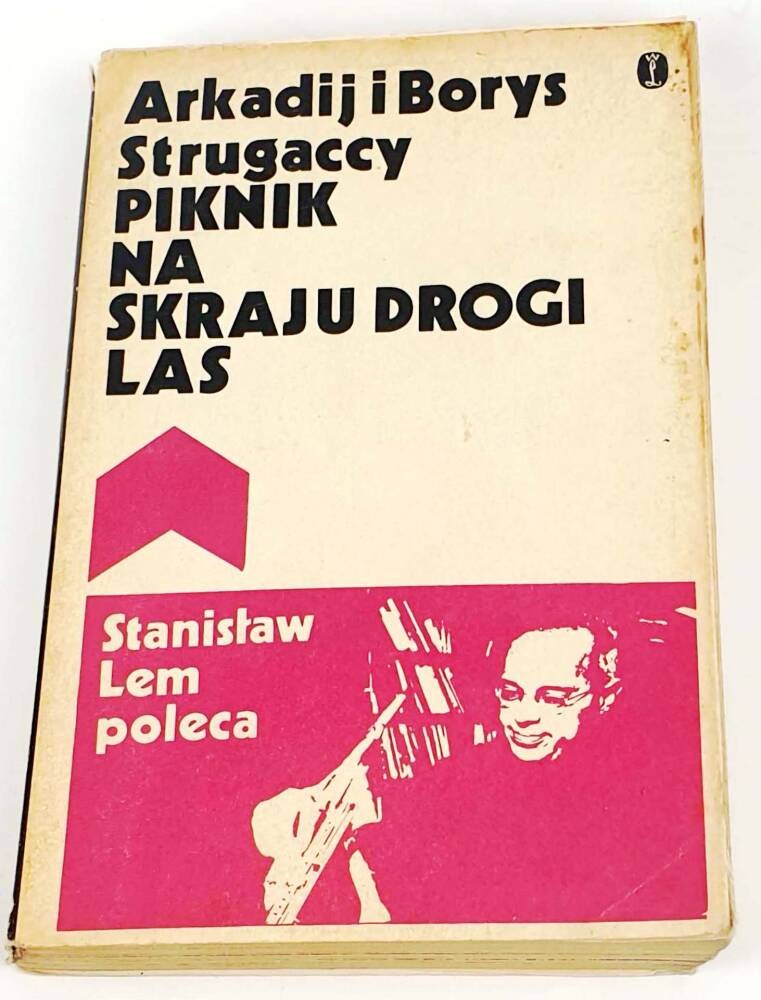 Arkadij i Borys
Strugaccy
PIKNIK
NA
SKRAJU DROGI
LAS
Stanisław
Lem
poleca